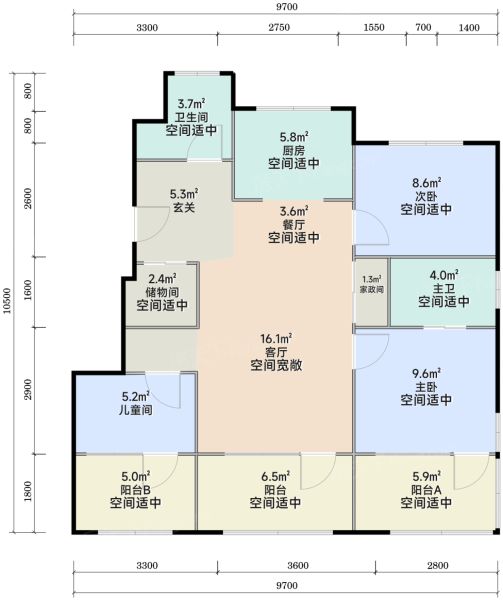 9700
3300 2750 1550 700 1400
800
800
2600
1600
2900
1800
10500
3.7㎡
卫生间
空间适中
5.8㎡
厨房
空间适中
8.6㎡
次卧
空间适中
5.3㎡
玄关
3.6㎡
餐厅
空间适中
2.4㎡
储物间
空间适中
1.3㎡
家政间
4.0㎡
主卫
空间适中
16.1㎡
客厅
空间宽敞
9.6㎡
主卧
空间适中
5.2㎡
儿童间
5.0㎡
阳台B
空间适中
6.5㎡
阳台
空间适中
5.9㎡
阳台A
空间适中
3300 3600 2800
9700